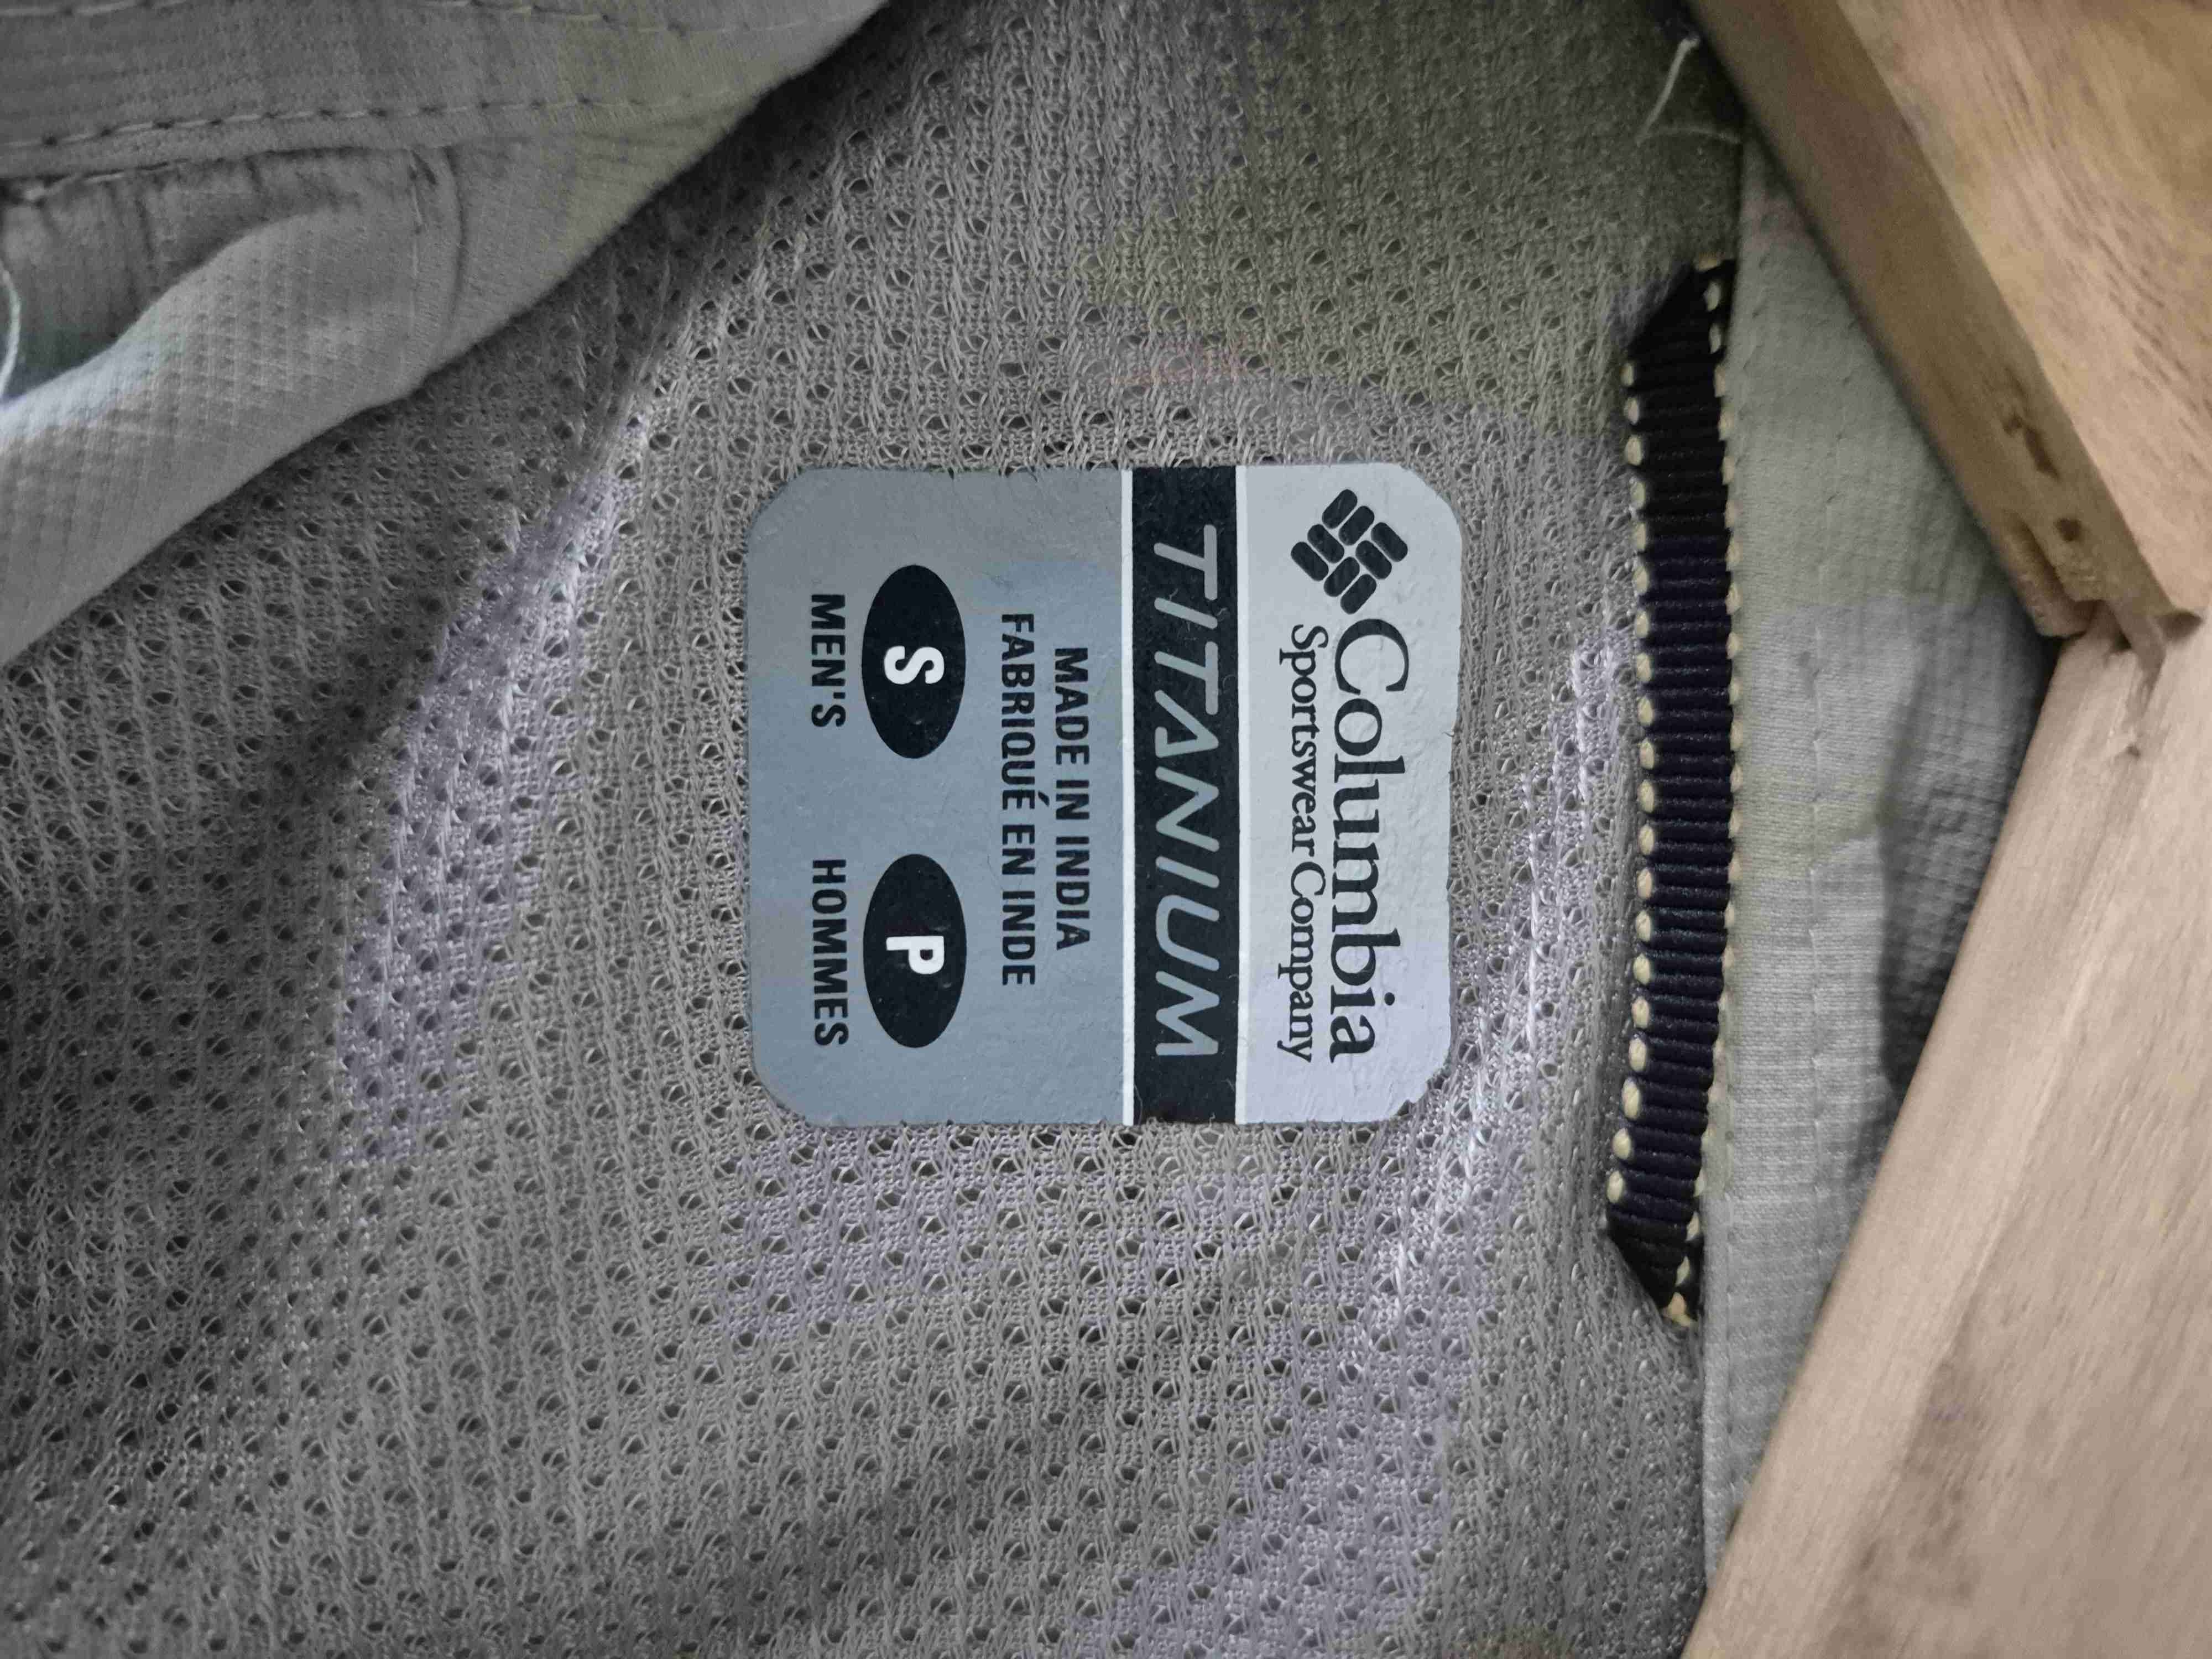 Columbia
Sportswear Company
TITANIUM
MADE IN INDIA
FABRIQUÉ EN INDE
S P
MEN'S HOMMES